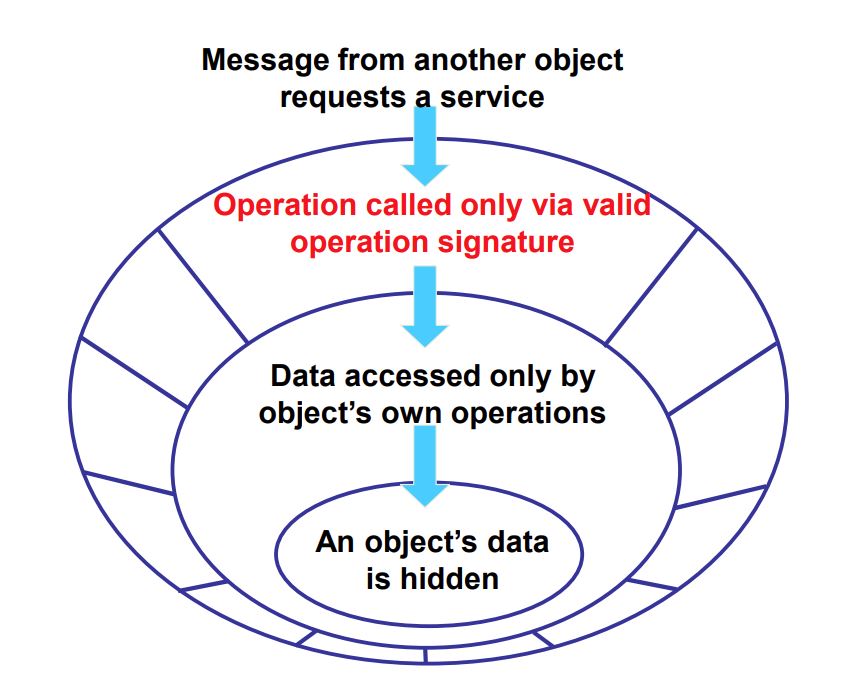 Message from another object
requests a service
Operation called only via valid
operation signature
Data accessed only by
object’s own operations
An object’s data
is hidden